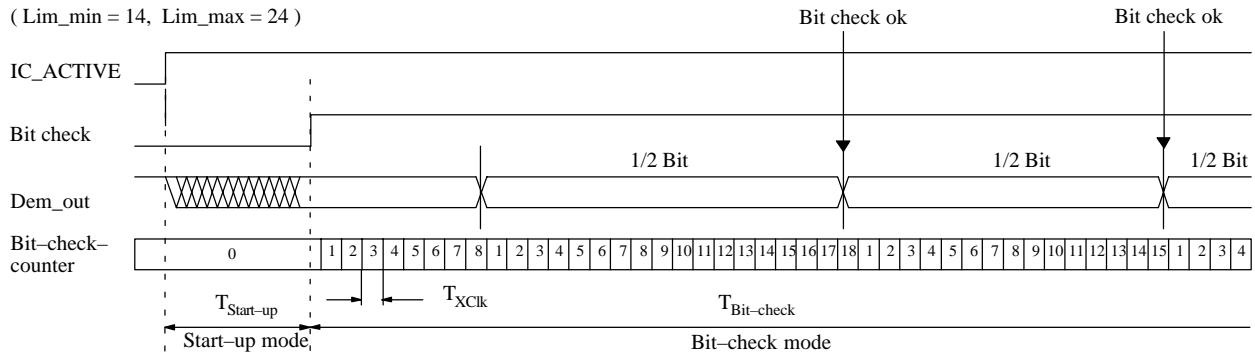 ( Lim_min = 14, Lim_max = 24 )
Bit check ok
Bit check ok
IC_ACTIVE
Bit check
1/2 Bit
1/2 Bit
1/2 Bit
Dem_out
Bit–check–
counter
0 1 2 3 4 5 6 7 8 1 2 3 4 5 6 7 8 9 10 11 12 13 14 15 16 17 18 1 2 3 4 5 6 7 8 9 10 11 12 13 14 15 1 2 3 4
TStart–up
TXClk
TBit–check
Start–up mode
Bit–check mode